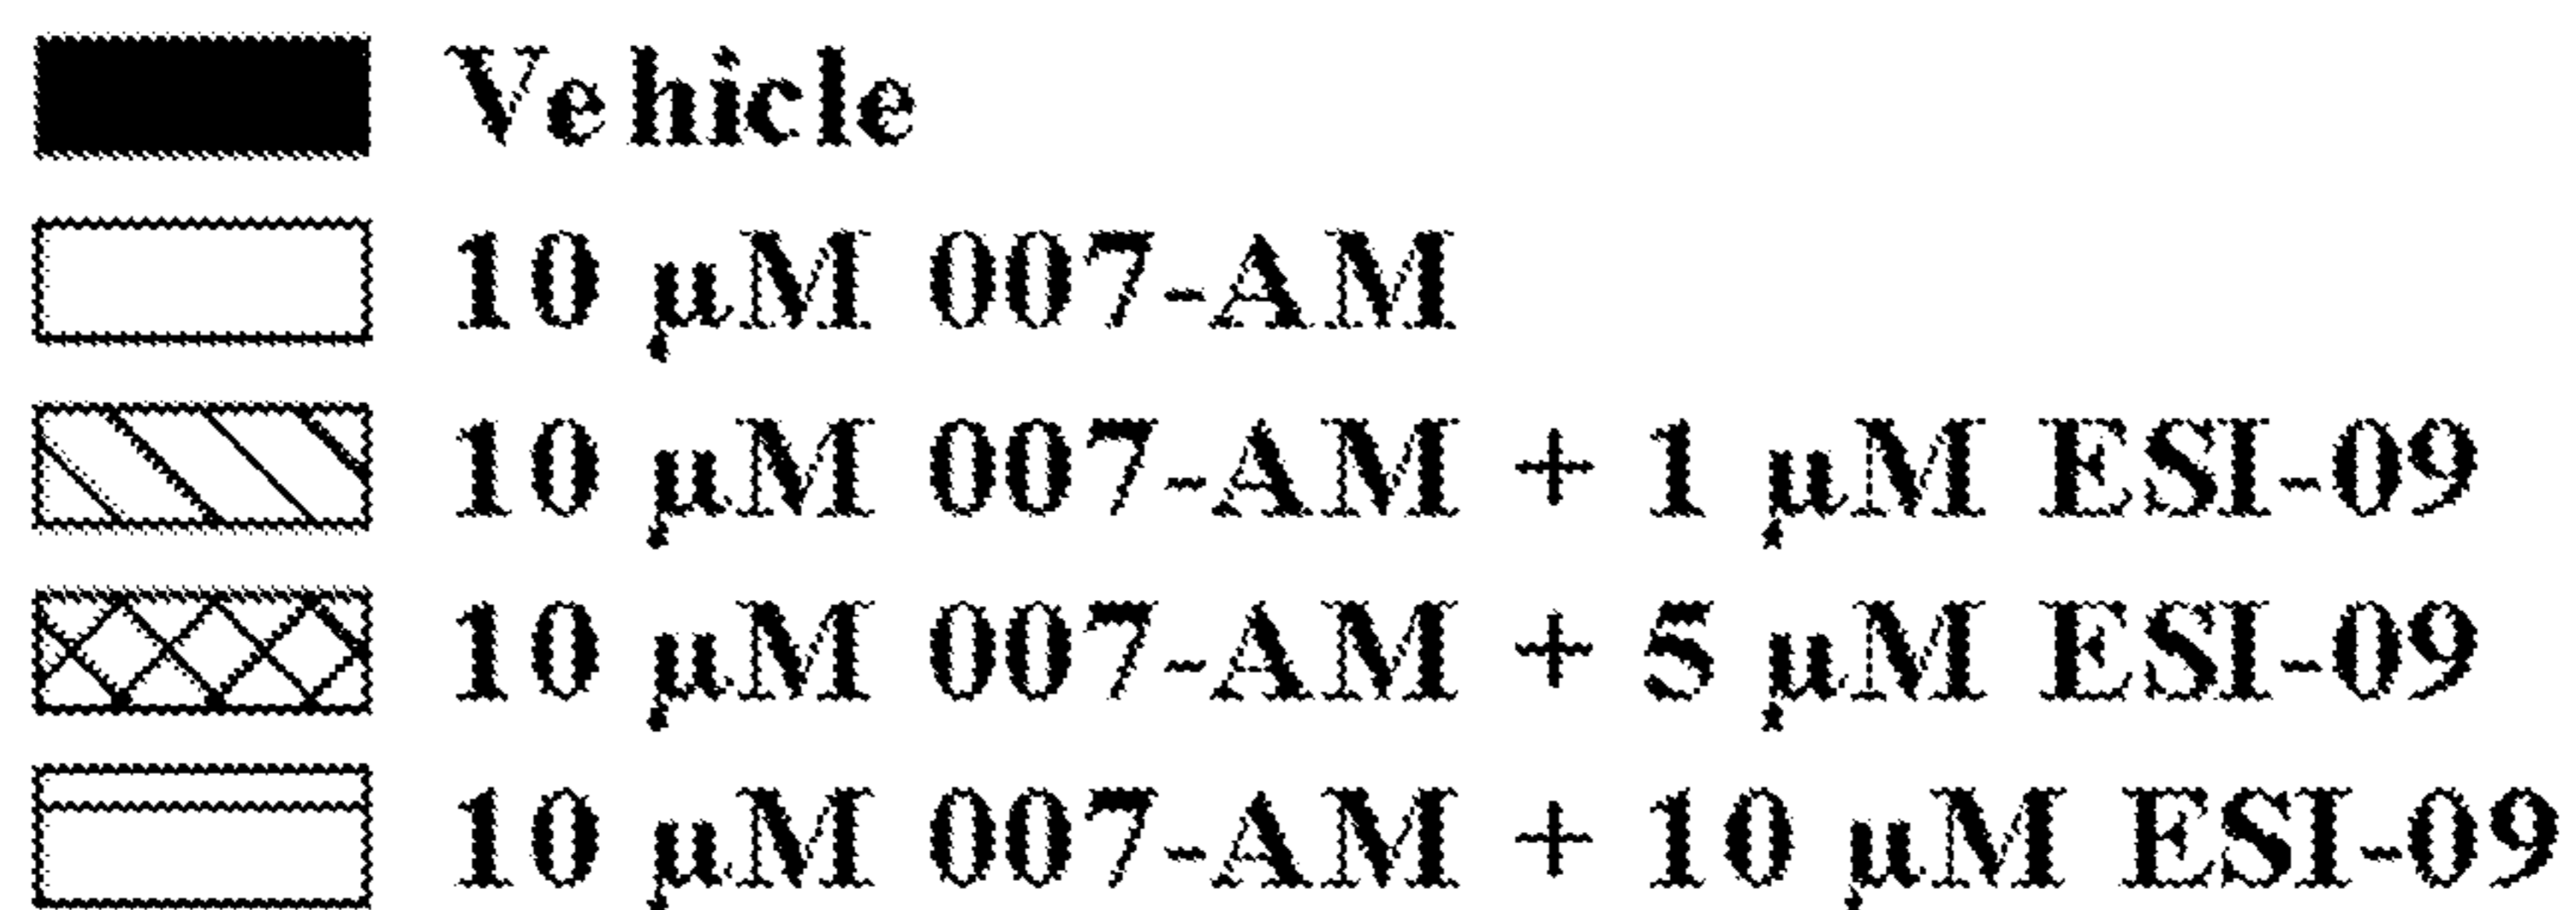 Vehicle
10 µM 007-AM
10 µM 007-AM + 1 µM ESI-09
10 µM 007-AM + 5 µM ESI-09
10 µM 007-AM + 10 µM ESI-09